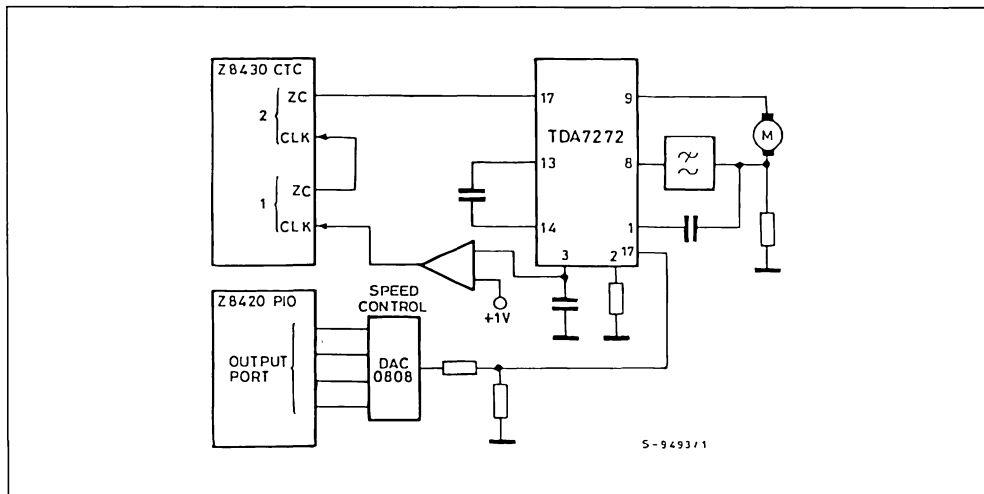 Z8430 CTC
ZC
2
CLK
ZC
1
CLK
17
9
TDA7272
13
8
14
1
3
2
17
M
+1V
Z8420 PIO
OUTPUT
PORT
SPEED
CONTROL
DAC
0808
S-9493/1